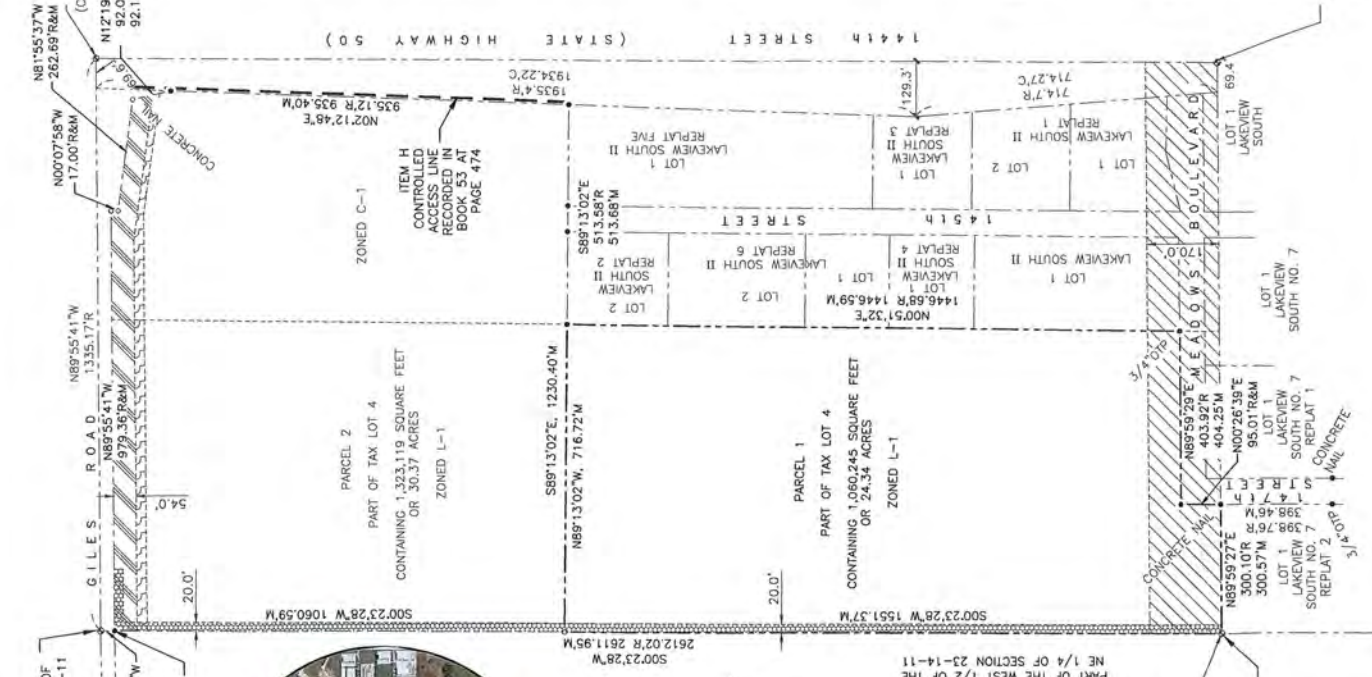 N81°55'37"W
262.69'R&M
N12°19
92.0
92.1
(0
69.6'
N00°07'58"W
17.00'R&M
CONCRETE NAIL
144th STREET (STATE HIGHWAY 50)
1934.22'C
1935.4'R
935.12'R 935.40'M
N02°12'48"E
129.3'
714.27'C
714.7'R
69.4'
LOT 1
LAKEVIEW
SOUTH
ITEM H
CONTROLLED
ACCESS LINE
RECORDED IN
BOOK 53 AT
PAGE 474
ZONED C-1
LOT 1
LAKEVIEW SOUTH II
REPLAT FIVE
LOT 1
LAKEVIEW
SOUTH II
REPLAT 3
LOT 2
LOT 1
LAKEVIEW SOUTH II
REPLAT 1
145th STREET
S89°13'02"E
513.58'R
513.68'M
LOT 2
LAKEVIEW
SOUTH II
REPLAT 2
LOT 2
LOT 1
LAKEVIEW SOUTH II
REPLAT 6
LOT 1
LAKEVIEW
SOUTH II
REPLAT 4
LOT 1
LAKEVIEW SOUTH II
N00°51'32"E
1446.68'R 1446.59'M
170.0'
MEADOWS BOULEVARD
LOT 1
LAKEVIEW
SOUTH NO. 7
N89°55'41"W
1335.17'R
GILES ROAD
N89°55'41"W
979.36'R&M
54.0'
PARCEL 2
PART OF TAX LOT 4
CONTAINING 1,323,119 SQUARE FEET
OR 30.37 ACRES
ZONED L-1
S89°13'02"E, 1230.40'M
N89°13'02"W, 716.72'M
PARCEL 1
PART OF TAX LOT 4
CONTAINING 1,060,245 SQUARE FEET
OR 24.34 ACRES
ZONED L-1
3/4"OTP
N89°59'29"E
403.92'R
404.25'M
N00°26'39"E
95.01'R&M
LOT 1
LAKEVIEW
SOUTH NO. 7
REPLAT 1
CONCRETE
NAIL
147th STREET
398.46'M
398.76'R
3/4"OTP
CONCRETE NAIL
N89°59'27"E
300.10'R
300.57'M
LOT 1
LAKEVIEW
SOUTH NO. 7
REPLAT 2
20.0'
S00°23'28"W 1060.59'M
20.0'
S00°23'28"W 1551.37'M
S00°23'28"W
2612.02'R 2611.95'M
OF
-11
"W
PART OF THE WEST 1/2 OF THE
NE 1/4 OF SECTION 23-14-11